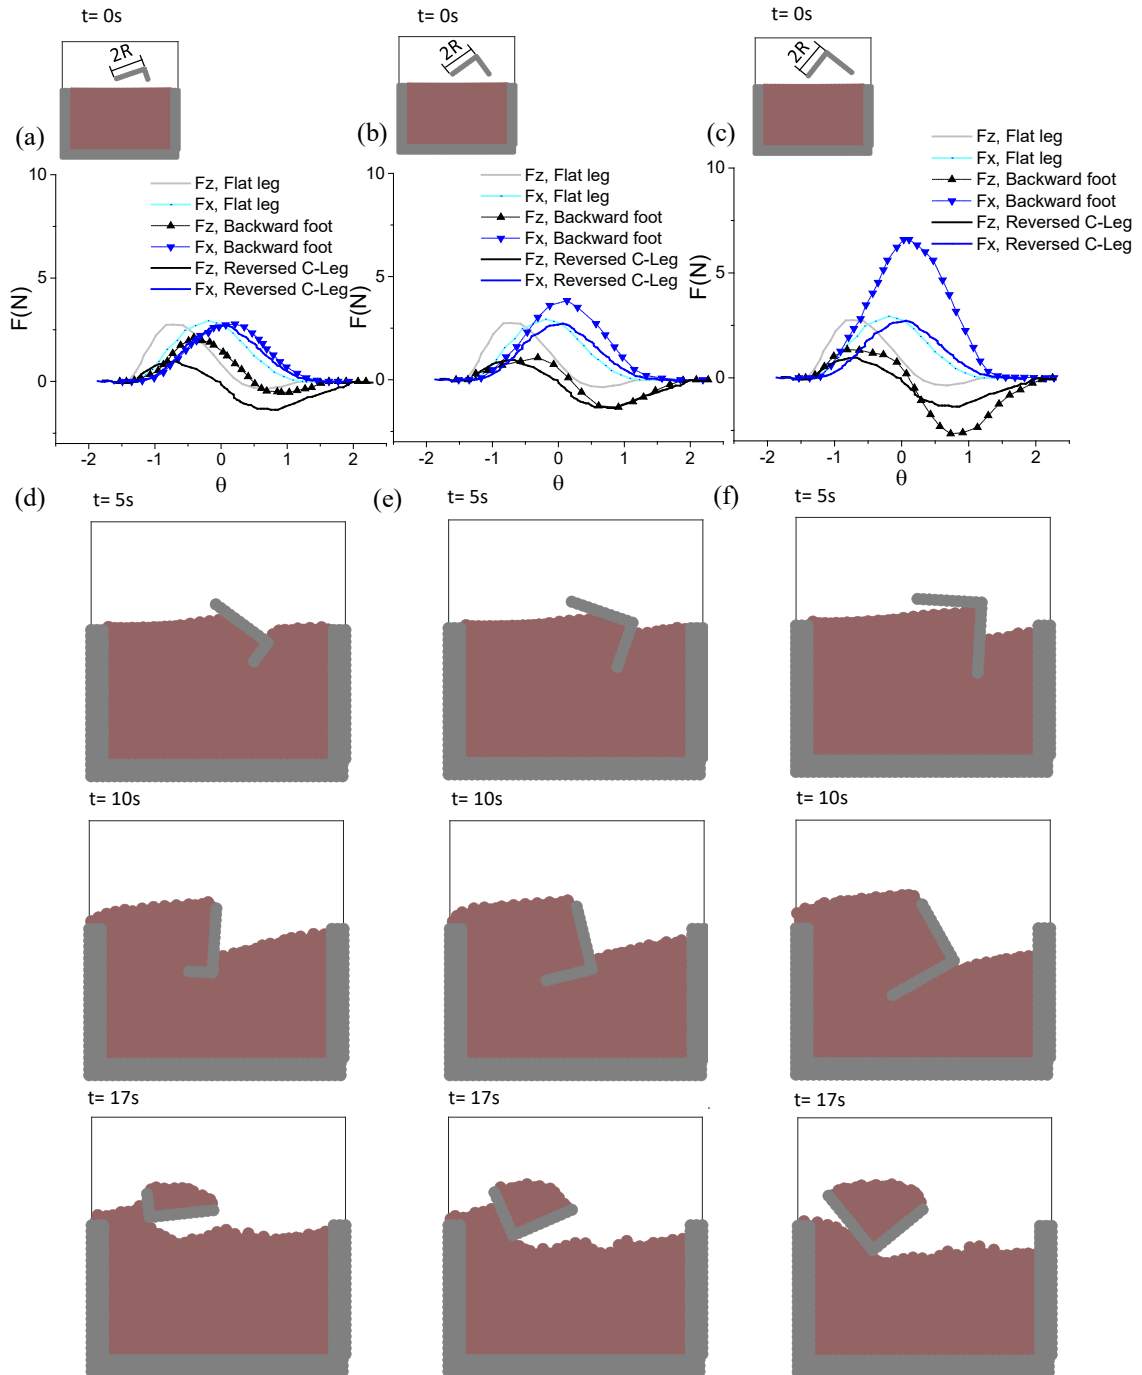 t= 0s
t= 0s
t= 0s
2R
2R
2R
(a)
(b)
(c)
10
5
0
F(N)
-2
-1
0
1
2
θ
Fz, Flat leg
Fx, Flat leg
Fz, Backward foot
Fx, Backward foot
Fz, Reversed C-Leg
Fx, Reversed C-Leg
10
5
0
F(N)
-2
-1
0
1
2
θ
Fz, Flat leg
Fx, Flat leg
Fz, Backward foot
Fx, Backward foot
Fz, Reversed C-Leg
Fx, Reversed C-Leg
10
5
0
F(N)
-2
-1
0
1
2
θ
Fz, Flat leg
Fx, Flat leg
Fz, Backward foot
Fx, Backward foot
Fz, Reversed C-Leg
Fx, Reversed C-Leg
(d)
t= 5s
(e)
t= 5s
(f)
t= 5s
t= 10s
t= 10s
t= 10s
t= 17s
t= 17s
t= 17s